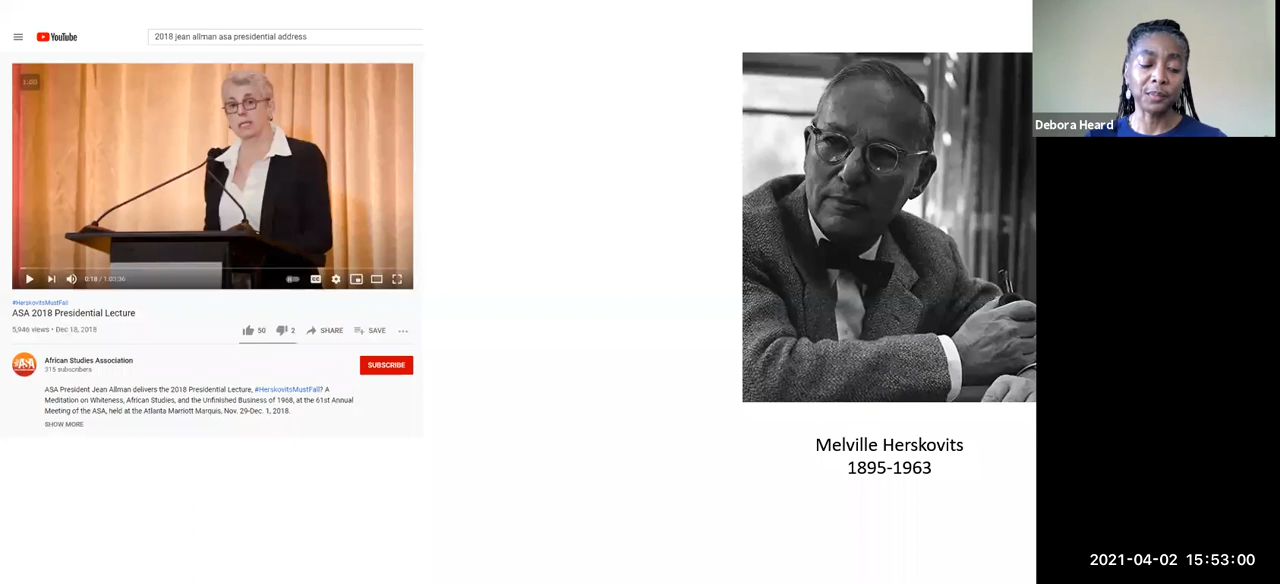 YouTube
2018 jean allman asa presidential address
1:00
0:18 / 1:03:36
CC
#HerskovitsMustFall
ASA 2018 Presidential Lecture
5,946 views • Dec 18, 2018
50
2
SHARE
SAVE
ASA
African Studies Association
315 subscribers
SUBSCRIBE
ASA President Jean Allman delivers the 2018 Presidential Lecture, #HerskovitsMustFall? A
Meditation on Whiteness, African Studies, and the Unfinished Business of 1968, at the 61st Annual
Meeting of the ASA, held at the Atlanta Marriott Marquis, Nov. 29-Dec. 1, 2018.
SHOW MORE
Melville Herskovits
1895-1963
Debora Heard
2021-04-02 15:53:00